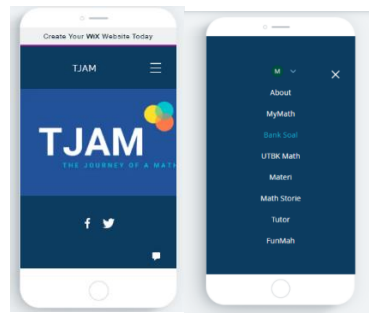 Create Your WiX Website Today
TJAM
TJAM
THE JOURNEY OF A MATH
M
About
MyMath
Bank Soal
UTBK Math
Materi
Math Storie
Tutor
FunMah